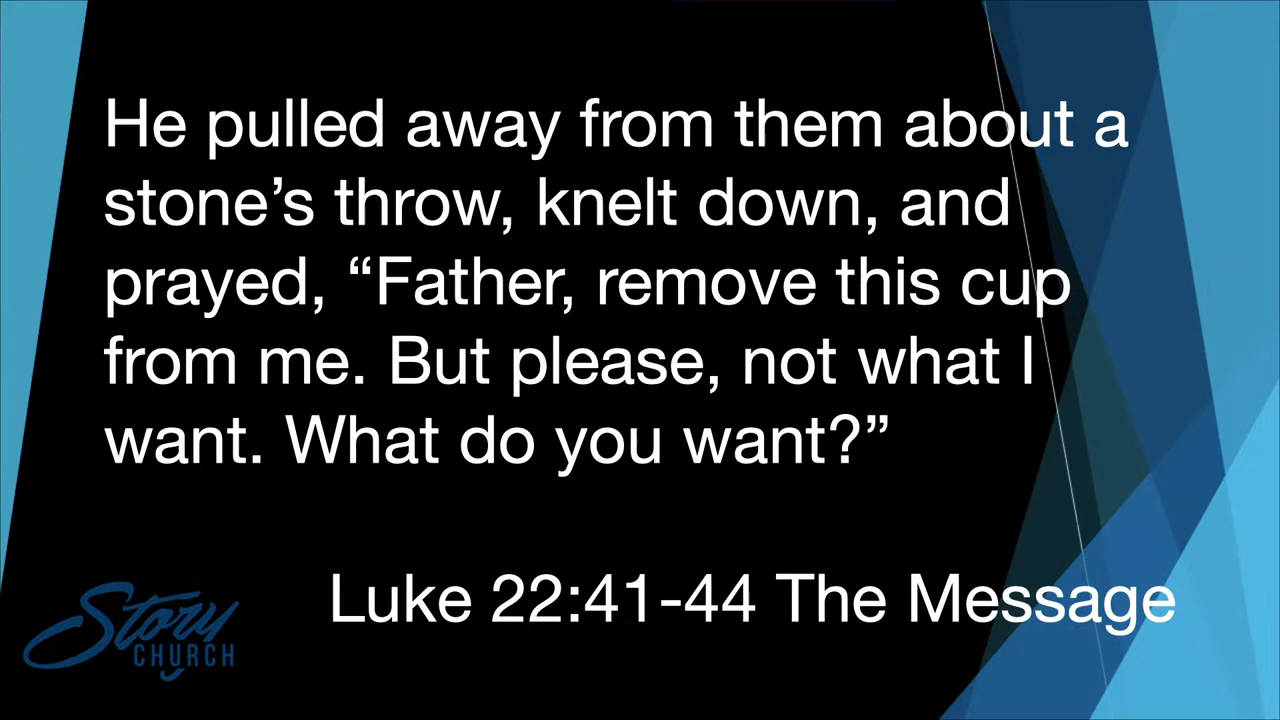 He pulled away from them about a
stone’s throw, knelt down, and
prayed, “Father, remove this cup
from me. But please, not what I
want. What do you want?”
Luke 22:41-44 The Message
Story
CHURCH